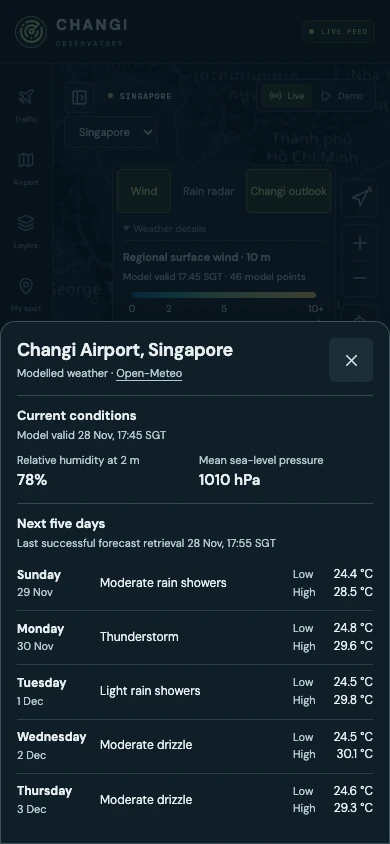 CHANGI
OBSERVATORY
LIVE FEED
SINGAPORE
Live
Demo
Traffic
Singapore
Thành phố
Hồ Chí Minh
Airport
Wind
Rain radar
Changi outlook
▼ Weather details
Layers
Regional surface wind · 10 m
Model valid 17:45 SGT · 46 model points
0 2 5 10+
My spot
Changi Airport, Singapore
Modelled weather · Open-Meteo
Current conditions
Model valid 28 Nov, 17:45 SGT
Relative humidity at 2 m
Mean sea-level pressure
78%
1010 hPa
Next five days
Last successful forecast retrieval 28 Nov, 17:55 SGT
Sunday
29 Nov
Moderate rain showers
Low 24.4 °C
High 28.5 °C
Monday
30 Nov
Thunderstorm
Low 24.8 °C
High 29.6 °C
Tuesday
1 Dec
Light rain showers
Low 24.5 °C
High 29.8 °C
Wednesday
2 Dec
Moderate drizzle
Low 24.5 °C
High 30.1 °C
Thursday
3 Dec
Moderate drizzle
Low 24.6 °C
High 29.3 °C